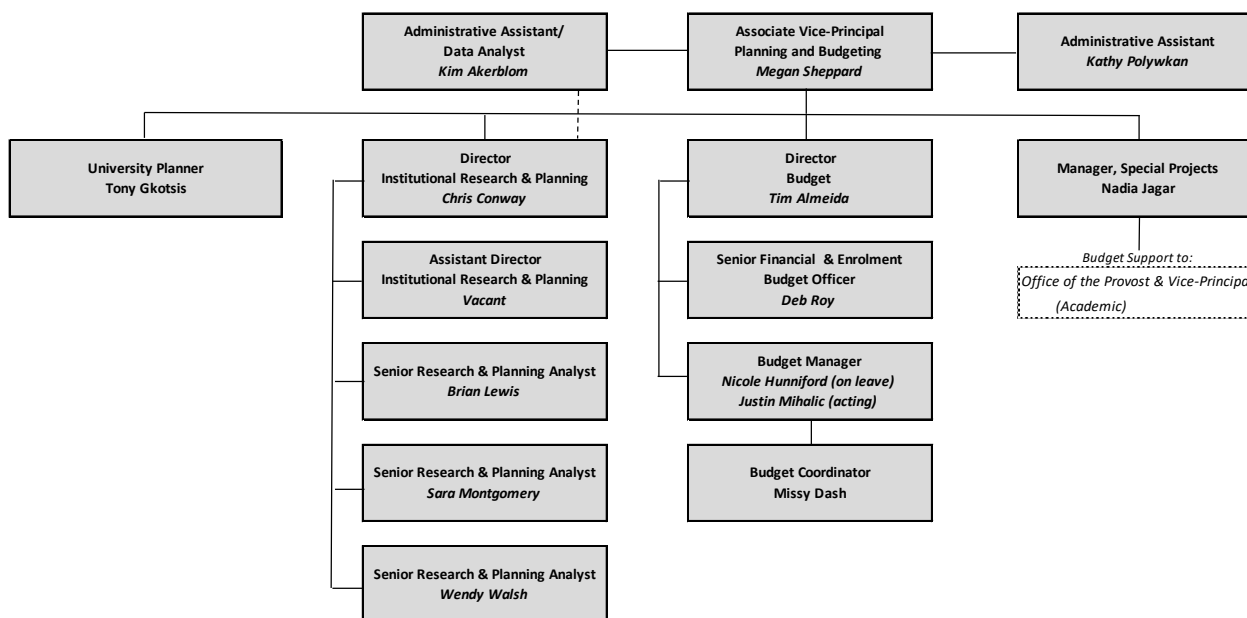 Administrative Assistant/
Data Analyst
Kim Akerblom
Associate Vice-Principal
Planning and Budgeting
Megan Sheppard
Administrative Assistant
Kathy Polywkan
University Planner
Tony Gkotsis
Director
Institutional Research & Planning
Chris Conway
Director
Budget
Tim Almeida
Manager, Special Projects
Nadia Jagar
Assistant Director
Institutional Research & Planning
Vacant
Senior Financial & Enrolment
Budget Officer
Deb Roy
Budget Support to:
Office of the Provost & Vice-Principa
(Academic)
Senior Research & Planning Analyst
Brian Lewis
Budget Manager
Nicole Hunniford (on leave)
Justin Mihalic (acting)
Senior Research & Planning Analyst
Sara Montgomery
Budget Coordinator
Missy Dash
Senior Research & Planning Analyst
Wendy Walsh